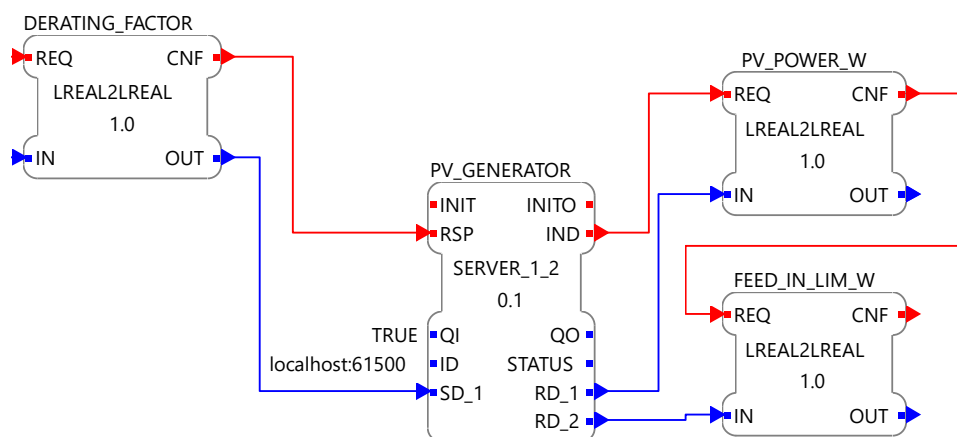 DERATING_FACTOR
REQ CNF
LREAL2LREAL
1.0
IN OUT
PV_GENERATOR
INIT INITO
RSP IND
SERVER_1_2
0.1
TRUE QI QO
localhost:61500 ID STATUS
SD_1 RD_1
RD_2
PV_POWER_W
REQ CNF
LREAL2LREAL
1.0
IN OUT
FEED_IN_LIM_W
REQ CNF
LREAL2LREAL
1.0
IN OUT